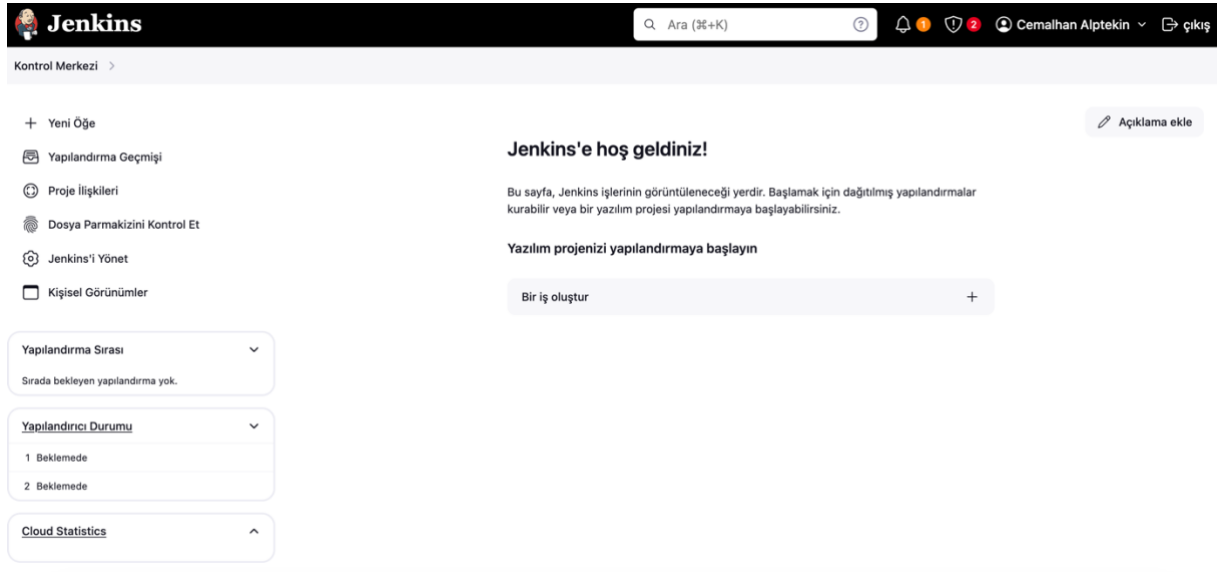 Jenkins
Ara (⌘+K)
1
2
Cemalhan Alptekin
çıkış
Kontrol Merkezi
Yeni Öğe
Yapılandırma Geçmişi
Proje İlişkileri
Dosya Parmakizini Kontrol Et
Jenkins'i Yönet
Kişisel Görünümler
Yapılandırma Sırası
Sırada bekleyen yapılandırma yok.
Yapılandırıcı Durumu
1 Beklemede
2 Beklemede
Cloud Statistics
Açıklama ekle
Jenkins'e hoş geldiniz!
Bu sayfa, Jenkins işlerinin görüntüleneceği yerdir. Başlamak için dağıtılmış yapılandırmalar
kurabilir veya bir yazılım projesi yapılandırmaya başlayabilirsiniz.
Yazılım projenizi yapılandırmaya başlayın
Bir iş oluştur